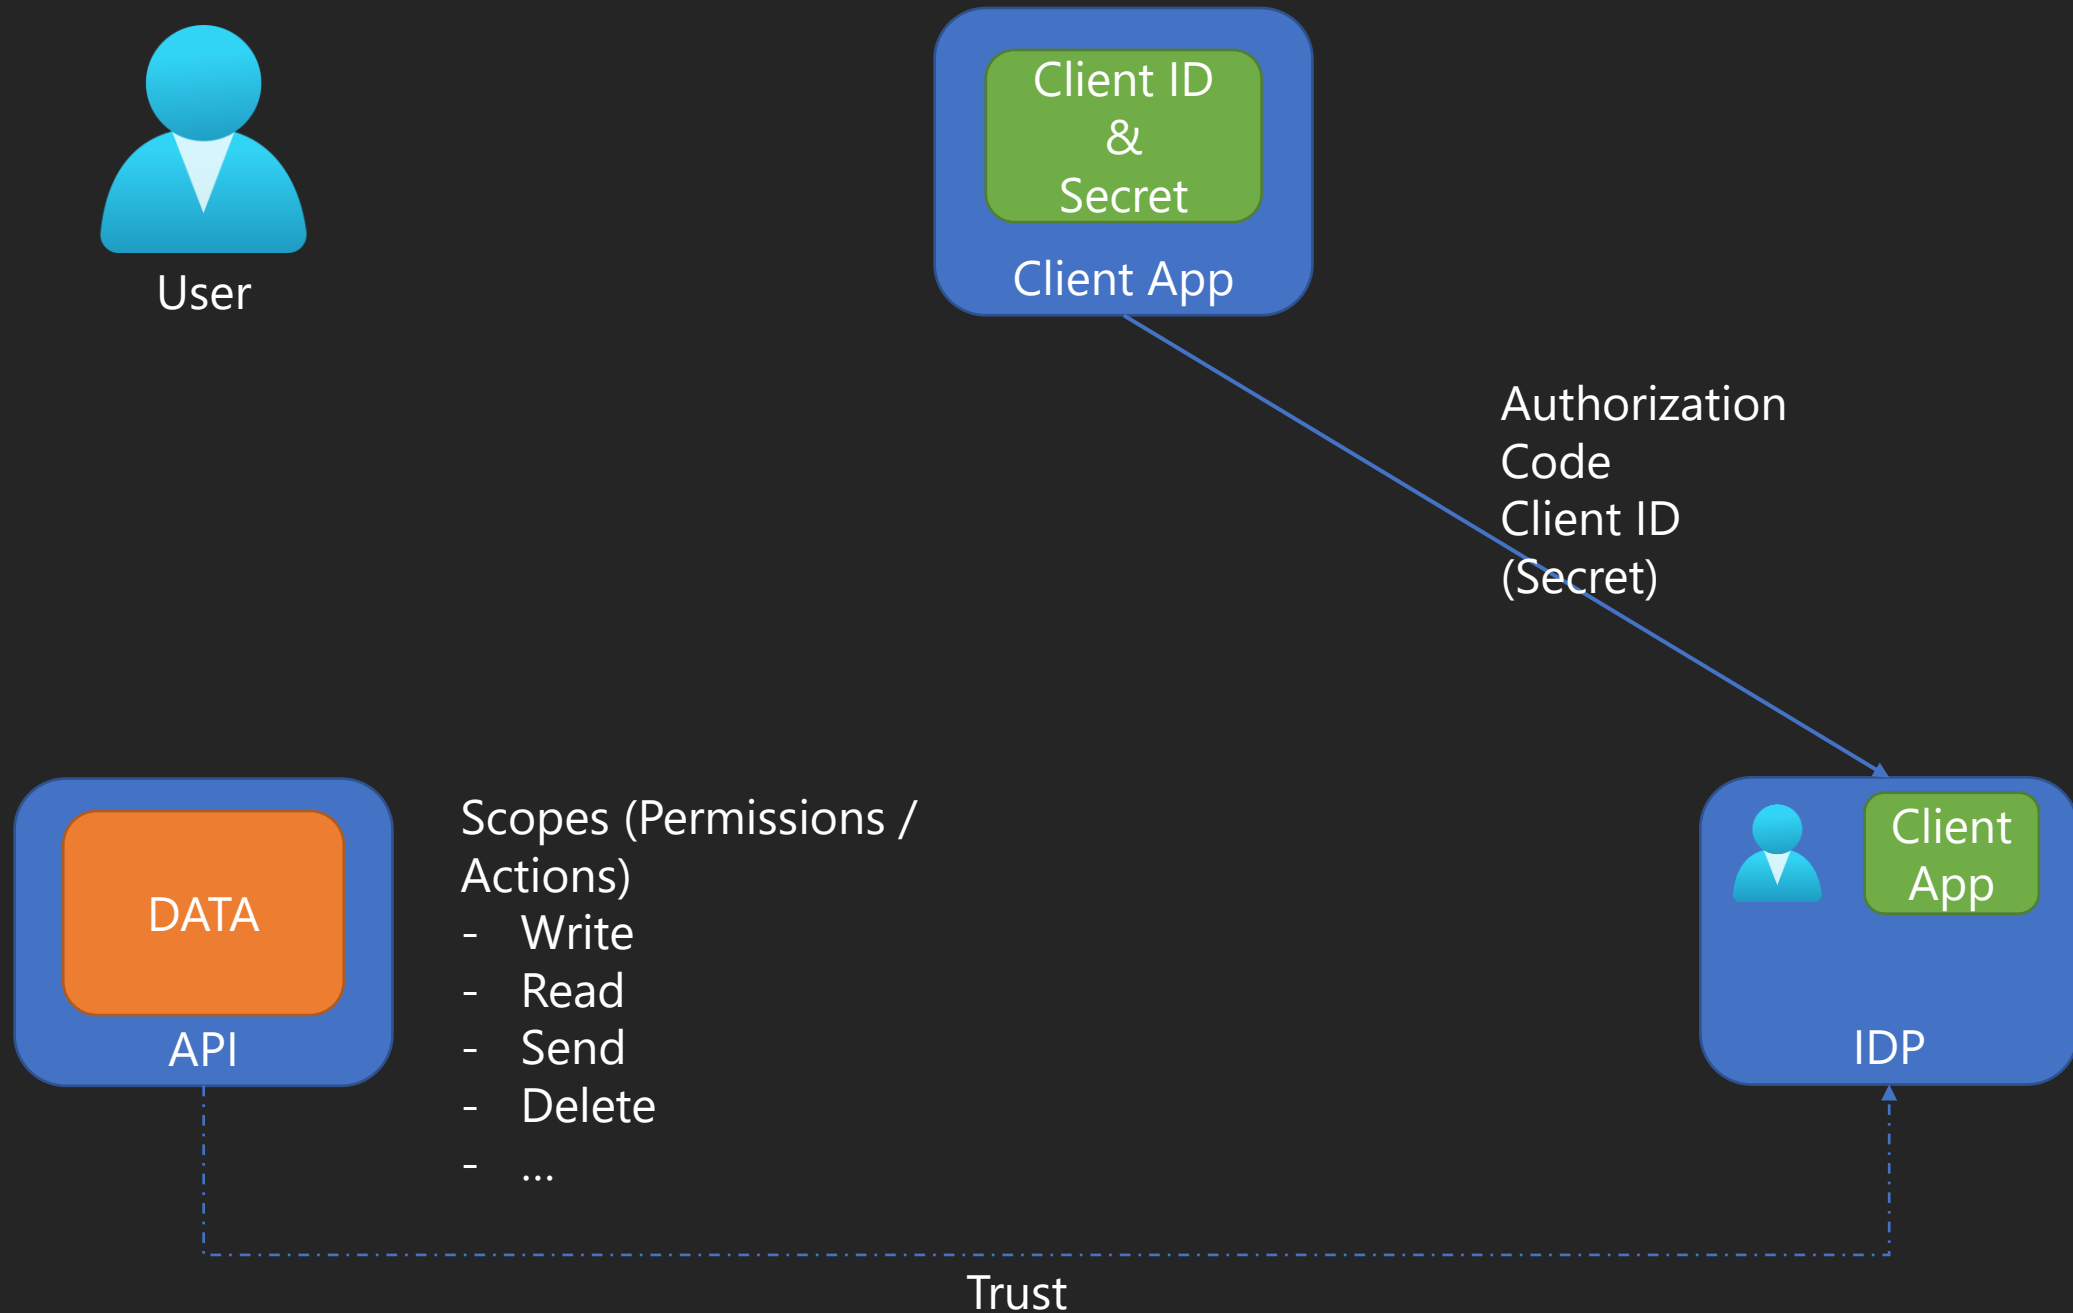 Client ID
&
Secret
Client App
User
Authorization
Code
Client ID
(Secret)
DATA
API
Scopes (Permissions /
Actions)
- Write
- Read
- Send
- Delete
- ...
Client
App
IDP
Trust